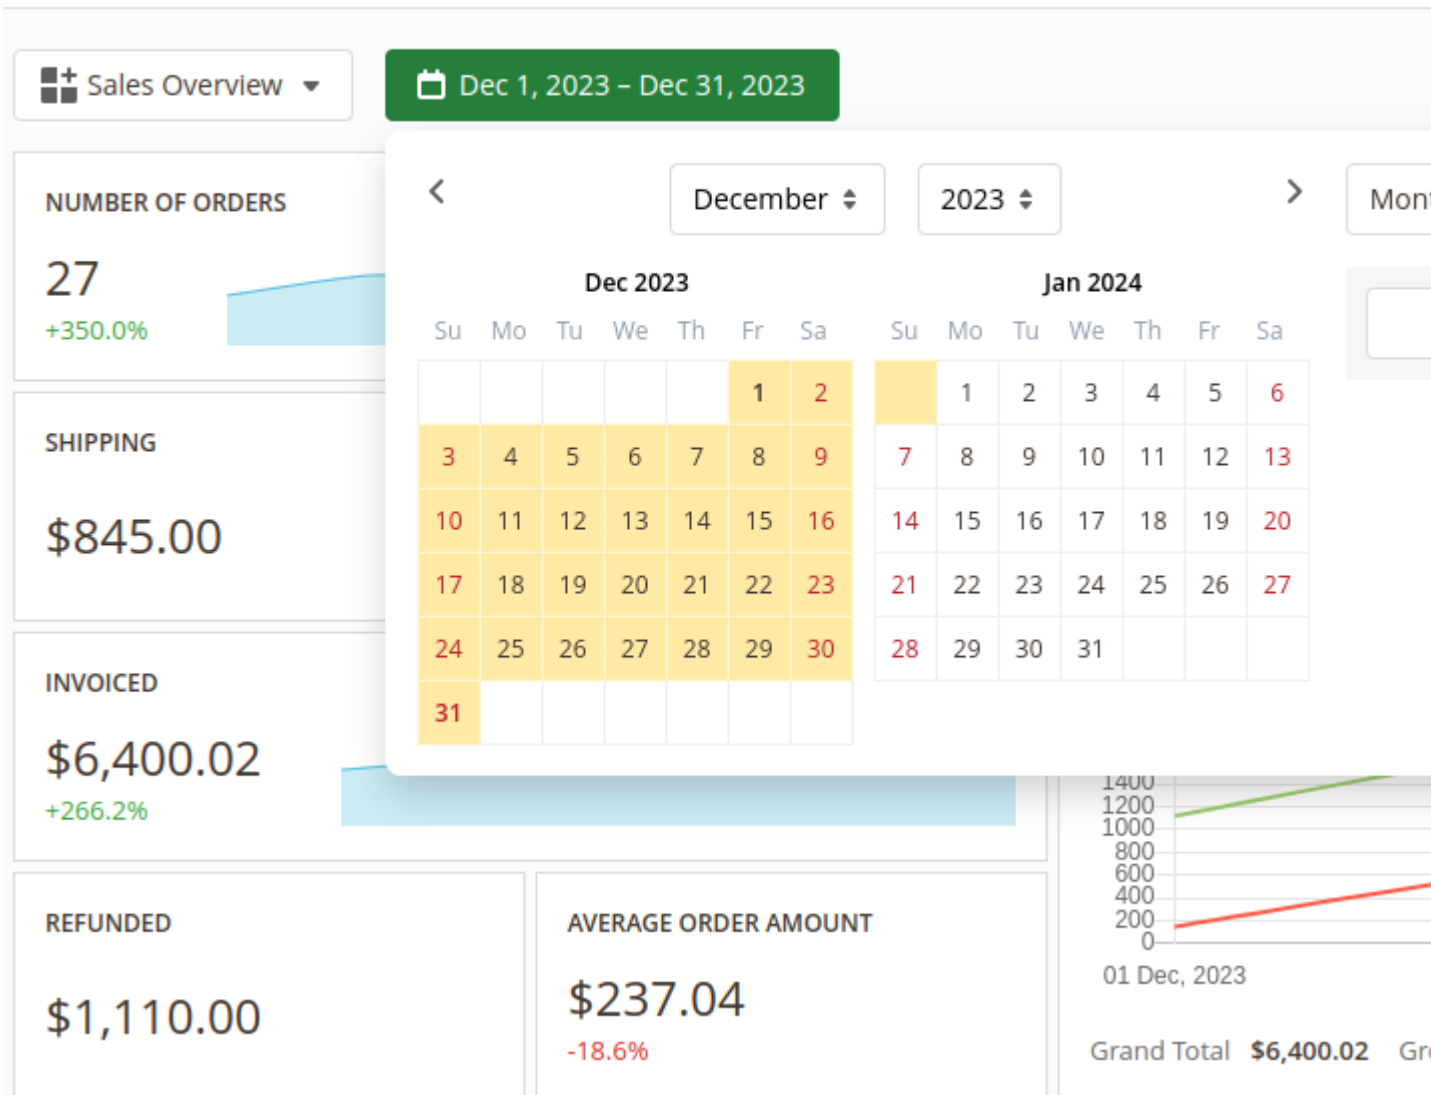 Sales Overview
Dec 1, 2023 – Dec 31, 2023
NUMBER OF ORDERS
27
+350.0%
SHIPPING
$845.00
INVOICED
$6,400.02
+266.2%
REFUNDED
$1,110.00
AVERAGE ORDER AMOUNT
$237.04
-18.6%
December
2023
Dec 2023
Su Mo Tu We Th Fr Sa
1 2
3 4 5 6 7 8 9
10 11 12 13 14 15 16
17 18 19 20 21 22 23
24 25 26 27 28 29 30
31
Jan 2024
Su Mo Tu We Th Fr Sa
1 2 3 4 5 6
7 8 9 10 11 12 13
14 15 16 17 18 19 20
21 22 23 24 25 26 27
28 29 30 31
1400
1200
1000
800
600
400
200
0
01 Dec, 2023
Grand Total $6,400.02